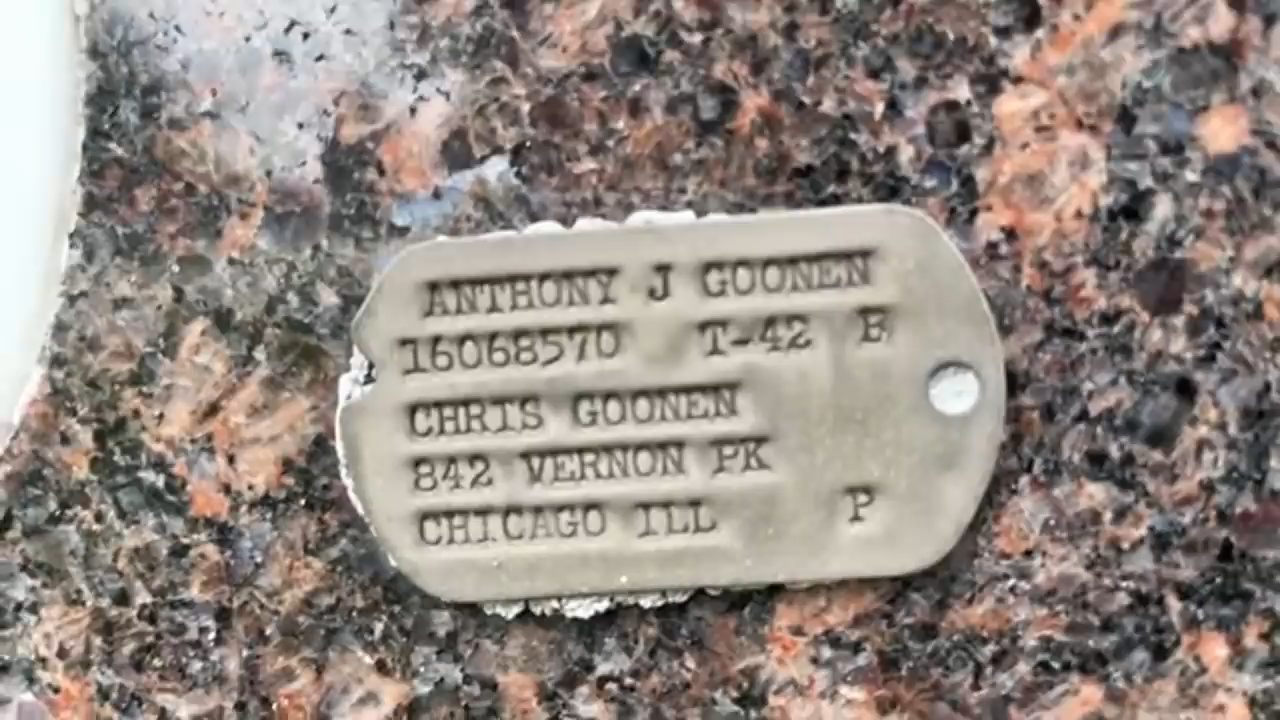 ANTHONY J GOONEN
16068570 T-42 B
CHRIS GOONEN
842 VERNON PK
CHICAGO ILL P